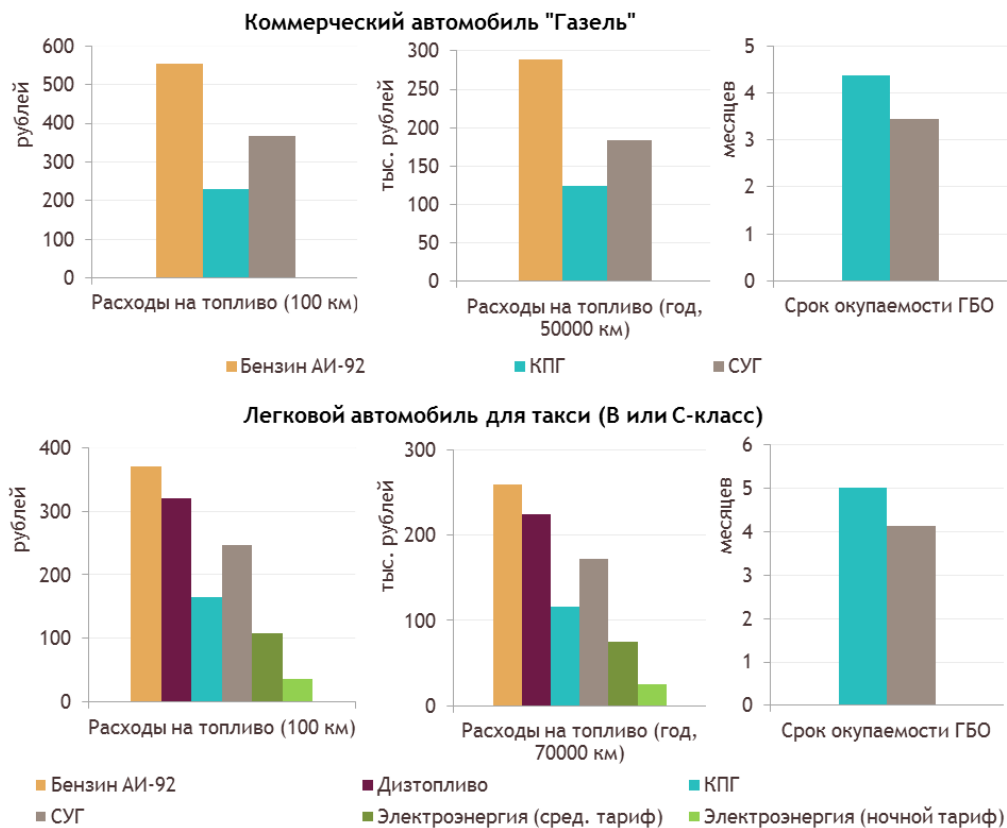 Коммерческий автомобиль "Газель"
рублей
600
500
400
300
200
100
0
Расходы на топливо (100 км)
тыс. рублей
300
250
200
150
100
50
0
Расходы на топливо (год,
50000 км)
месяцев
5
4
3
2
1
0
Срок окупаемости ГБО
Бензин АИ-92
КПГ
СУГ
Легковой автомобиль для такси (В или С-класс)
рублей
400
300
200
100
0
Расходы на топливо (100 км)
тыс. рублей
300
200
100
0
Расходы на топливо (год,
70000 км)
месяцев
6
5
4
3
2
1
0
Срок окупаемости ГБО
Бензин АИ-92
Дизтопливо
КПГ
СУГ
Электроэнергия (сред. тариф)
Электроэнергия (ночной тариф)